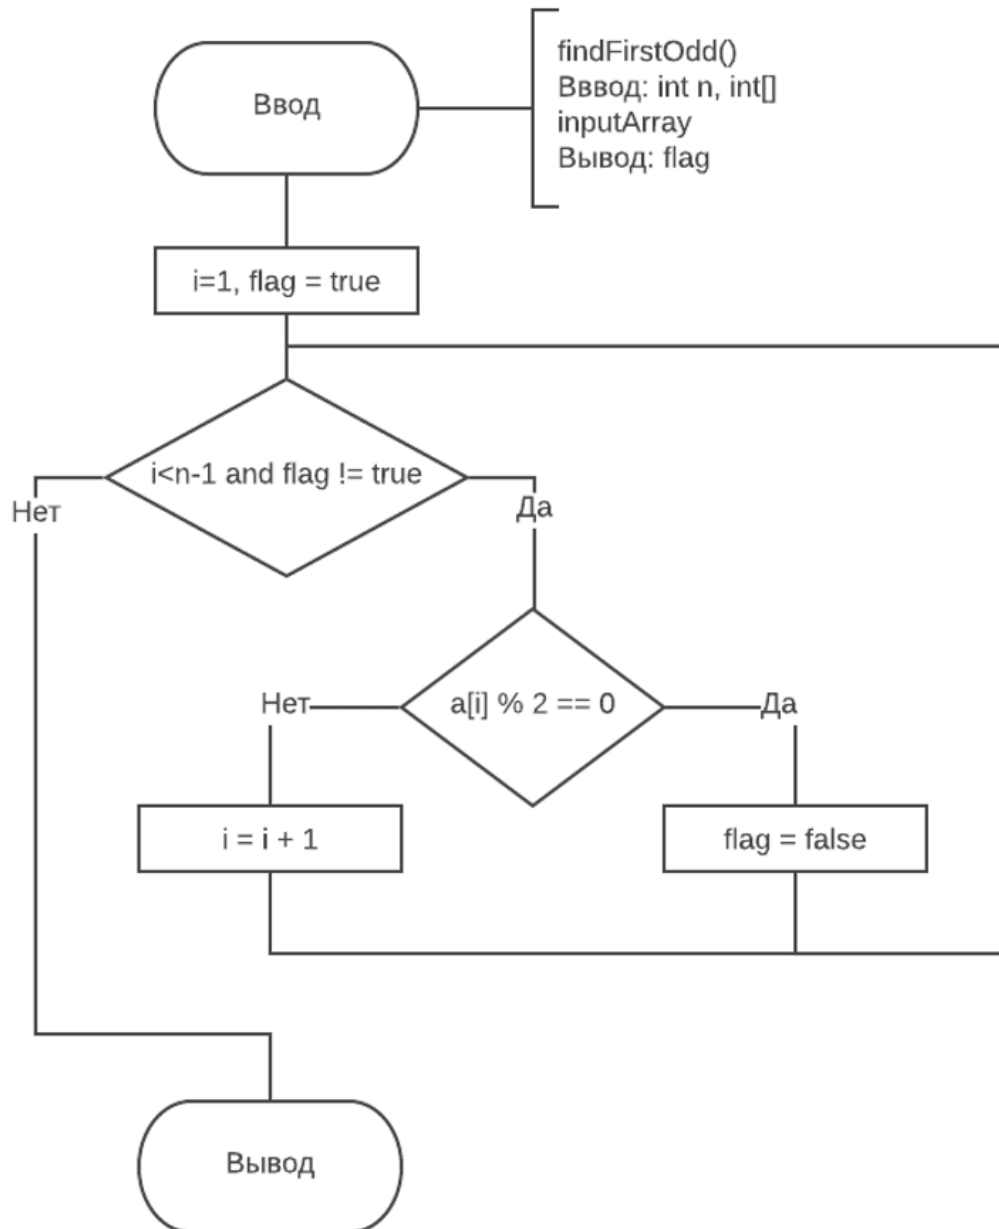 Ввод
findFirstOdd()
Вввод: int n, int[]
inputArray
Вывод: flag
i=1, flag = true
i<n-1 and flag != true
Нет
Да
a[i] % 2 == 0
Нет
Да
i = i + 1
flag = false
Вывод